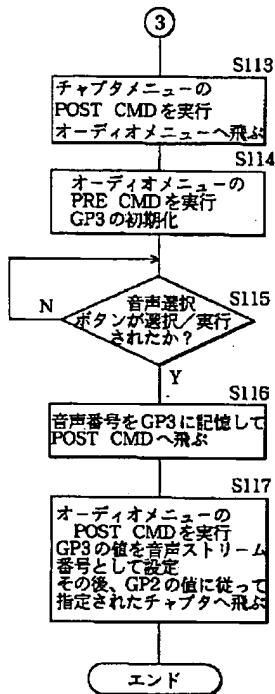 3
S113
チャプタメニューの
POST CMDを実行
オーディオメニューへ飛ぶ
S114
オーディオメニューの
PRE CMDを実行
GP3の初期化
S115
音声選択
ボタンが選択／実行
されたか？
N
Y
S116
音声番号をGP3に記憶して
POST CMDへ飛ぶ
S117
オーディオメニューの
POST CMDを実行
GP3の値を音声ストリーム
番号として設定
その後、GP2の値に従って
指定されたチャプタへ飛ぶ
エンド